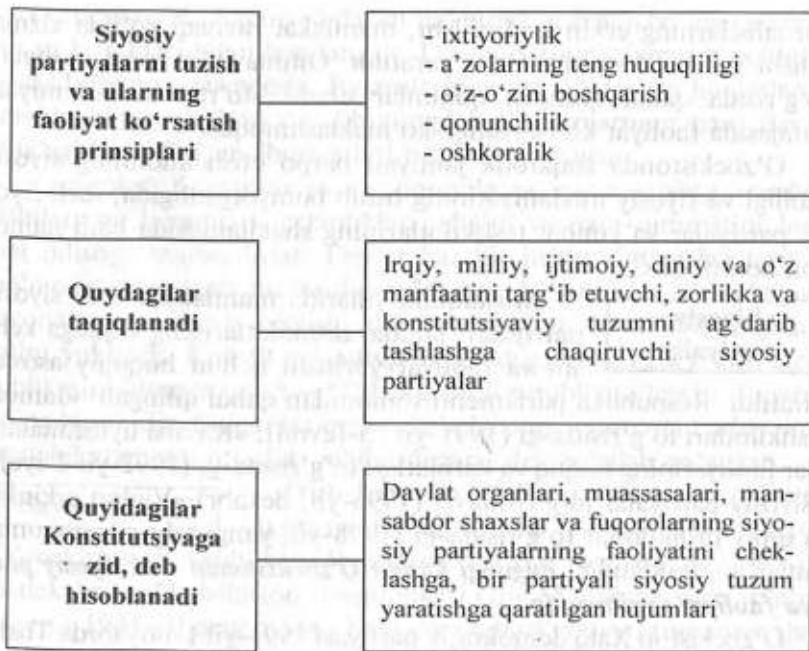 Siyosiy
partiyalarni tuzish
va ularning
faoliyat ko‘rsatish
prinsiplari
- ixtiyoriylik
- a’zolarning teng huquqliligi
- o‘z-o‘zini boshqarish
- qonunchilik
- oshkoralik
Quydagilar
taqiqlanadi
Irqiy, milliy, ijtimoiy, diniy va o‘z
manfaatini targ‘ib etuvchi, zorlikka va
konstitutsiyaviy tuzumni ag‘darib
tashlashga chaqiruvchi siyosiy
partiyalar
Quyidagilar
Konstitutsiyaga
zid, deb
hisoblanadi
Davlat organlari, muassasalari, man-
sabdor shaxslar va fuqorolarning siyo-
siy partiyalarning faoliyatini chek-
lashga, bir partiyali siyosiy tuzum
yaratishga qaratilgan hujumlari